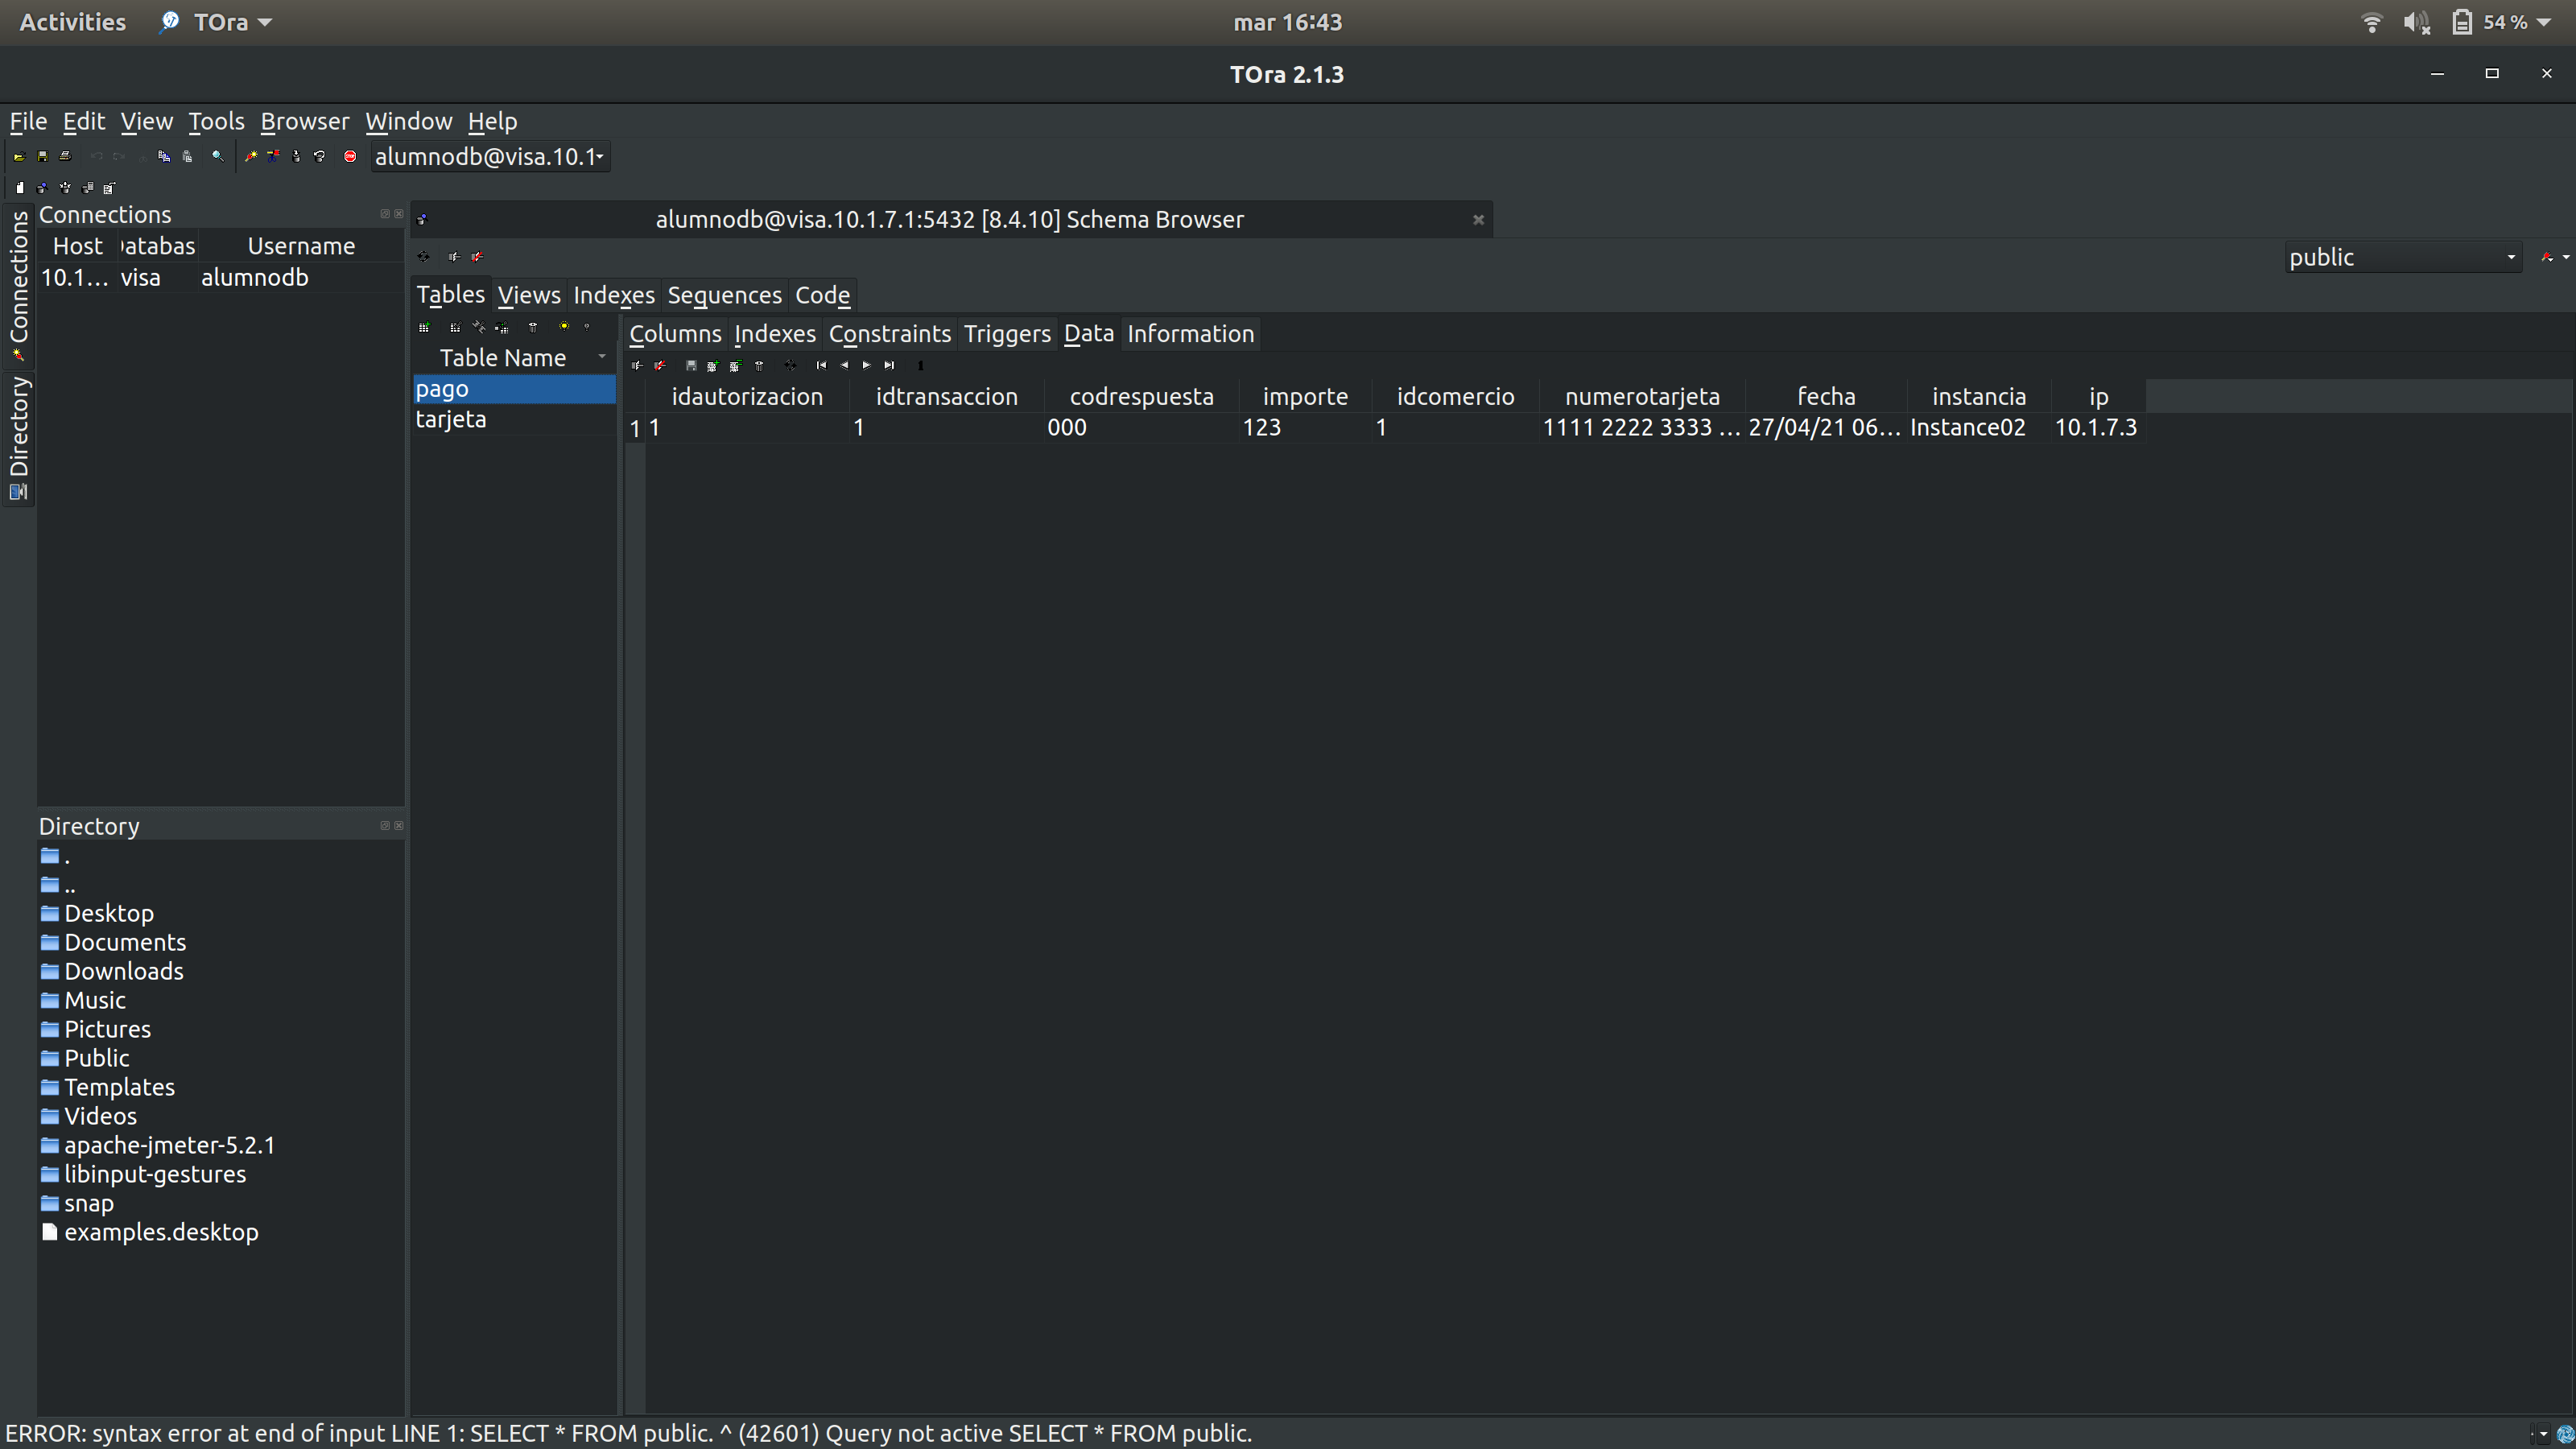 Activities TOra mar 16:43 54 %
TOra 2.1.3
File Edit View Tools Browser Window Help
alumnodb@visa.10.1
Connections
Directory
Connections
Host Databas Username
10.1... visa alumnodb
alumnodb@visa.10.1.7.1:5432 [8.4.10] Schema Browser
public
Tables Views Indexes Sequences Code
Table Name
pago
tarjeta
Columns Indexes Constraints Triggers Data Information
idautorizacion idtransaccion codrespuesta importe idcomercio numerotarjeta fecha instancia ip
1 1 1 000 123 1 1111 2222 3333 ... 27/04/21 06... Instance02 10.1.7.3
Directory
.
..
Desktop
Documents
Downloads
Music
Pictures
Public
Templates
Videos
apache-jmeter-5.2.1
libinput-gestures
snap
examples.desktop
ERROR: syntax error at end of input LINE 1: SELECT * FROM public. ^ (42601) Query not active SELECT * FROM public.